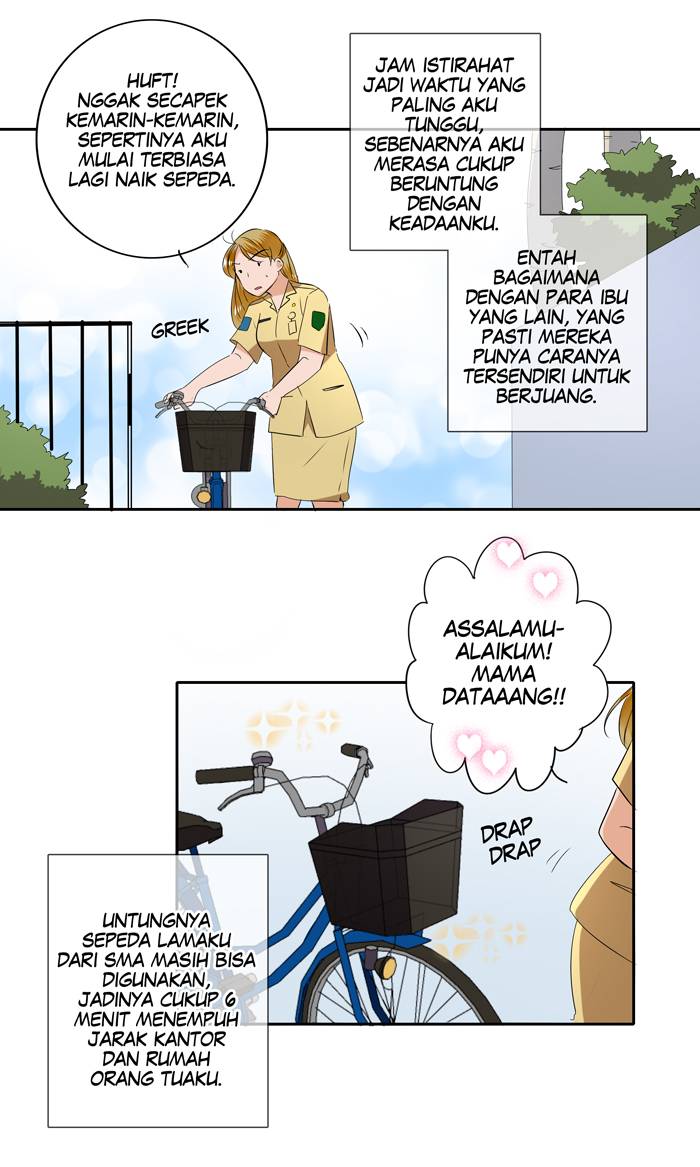 HUFT!
NGGAK SECAPEK
KEMARIN-KEMARIN,
SEPERTINYA AKU
MULAI TERBIASA
LAGI NAIK SEPEDA.
JAM ISTIRAHAT
JADI WAKTU YANG
PALING AKU
TUNGGU,
SEBENARNYA AKU
MERASA CUKUP
BERUNTUNG
DENGAN
KEADAANKU.
ENTAH
BAGAIMANA
DENGAN PARA IBU
YANG LAIN, YANG
PASTI MEREKA
PUNYA CARANYA
TERSENDIRI UNTUK
BERJUANG.
GREEK
ASSALAMU-
ALAIKUM!
MAMA
DATAAANG!!
DRAP
DRAP
UNTUNGNYA
SEPEDA LAMAKU
DARI SMA MASIH BISA
DIGUNAKAN,
JADINYA CUKUP 6
MENIT MENEMPUH
JARAK KANTOR
DAN RUMAH
ORANG TUAKU.